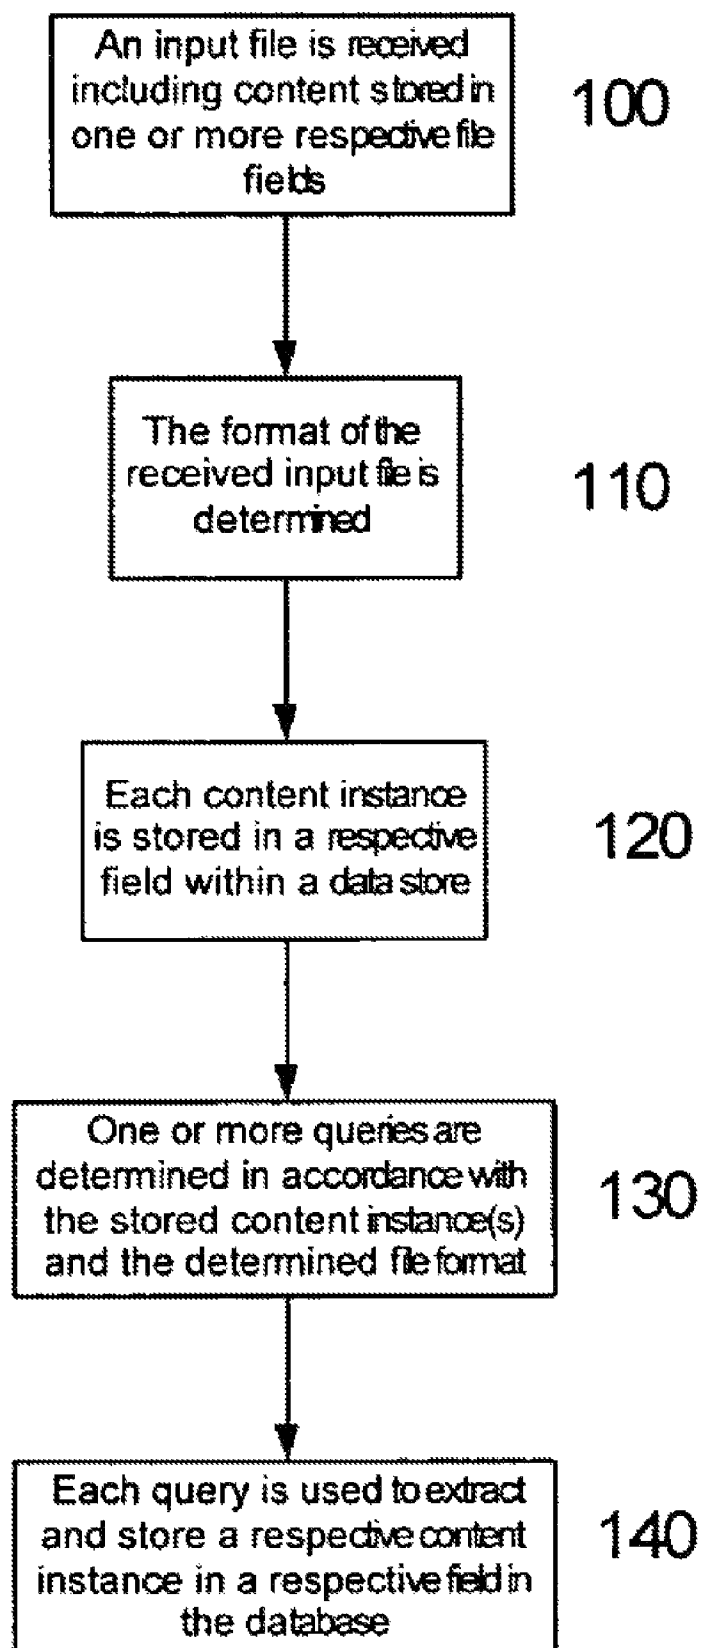 An input file is received
including content stored in
one or more respective file
fields
100
The format of the
received input file is
determined
110
Each content instance
is stored in a respective
field within a data store
120
One or more queries are
determined in accordance with
the stored content instance(s)
and the determined file format
130
Each query is used to extract
and store a respective content
instance in a respective field in
the database
140